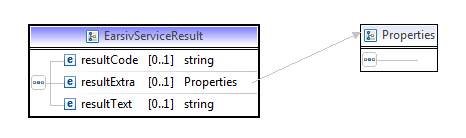 EarsivServiceResult
Properties
e resultCode [0..1] string
e resultExtra [0..1] Properties
e resultText [0..1] string